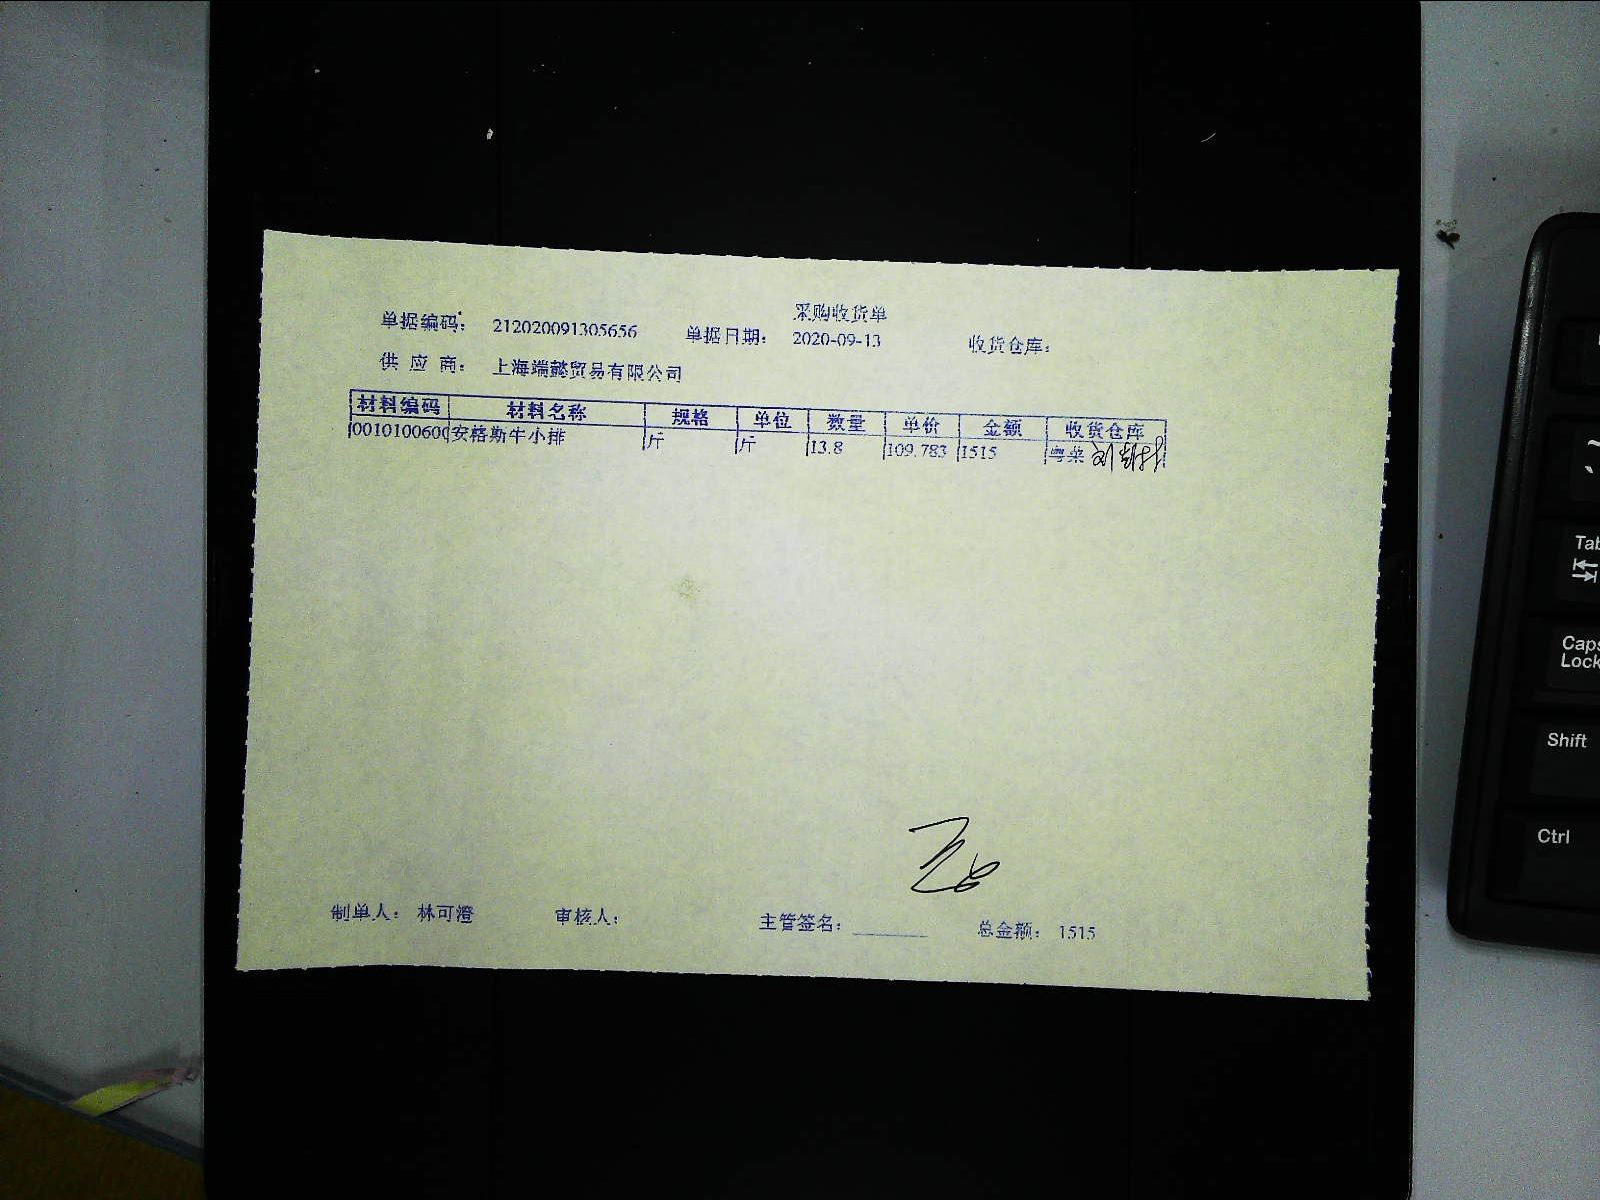 采购收货单
单据编码： 212020091305656 单据日期： 2020-09-13 收货仓库：
供 应 商： 上海端懿贸易有限公司
材料编码 材料名称 规格 单位 数量 单价 金额 收货仓库
0010100600 安格斯牛小排 斤 斤 13.8 109.783 1515 粤菜
制单人： 林可澄 审核人： 主管签名： 总金额： 1515
Tab
Caps
Lock
Shift
Ctrl